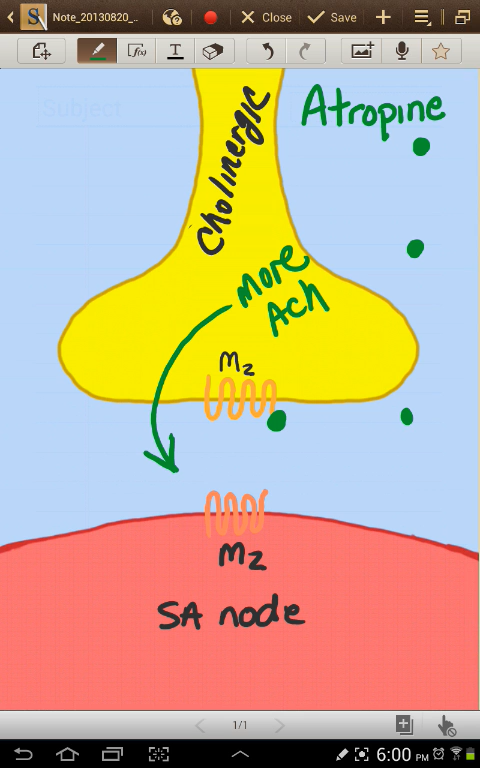 Note_20130820_..
Close
Save
f(x)
T
Subject
Atropine
Cholinergic
More
ACh
M2
M2
SA node
1/1
6:00 PM